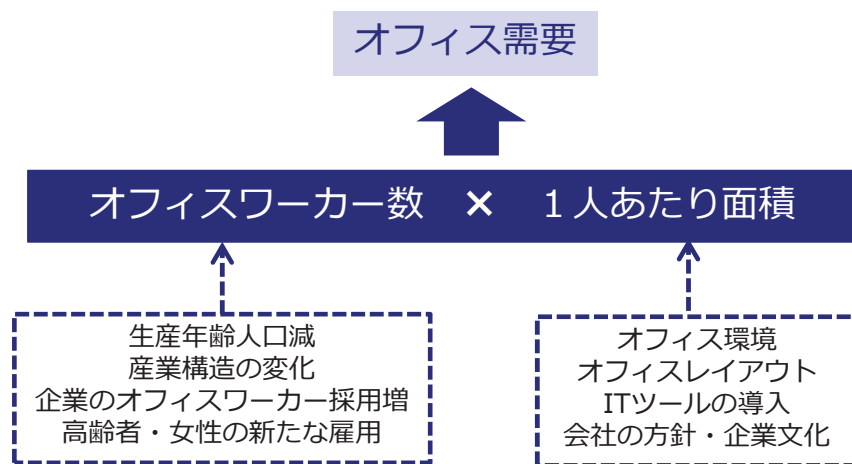 オフィス需要
オフィスワーカー数 × １人あたり面積
生産年齢人口減
産業構造の変化
企業のオフィスワーカー採用増
高齢者・女性の新たな雇用
オフィス環境
オフィスレイアウト
ITツールの導入
会社の方針・企業文化